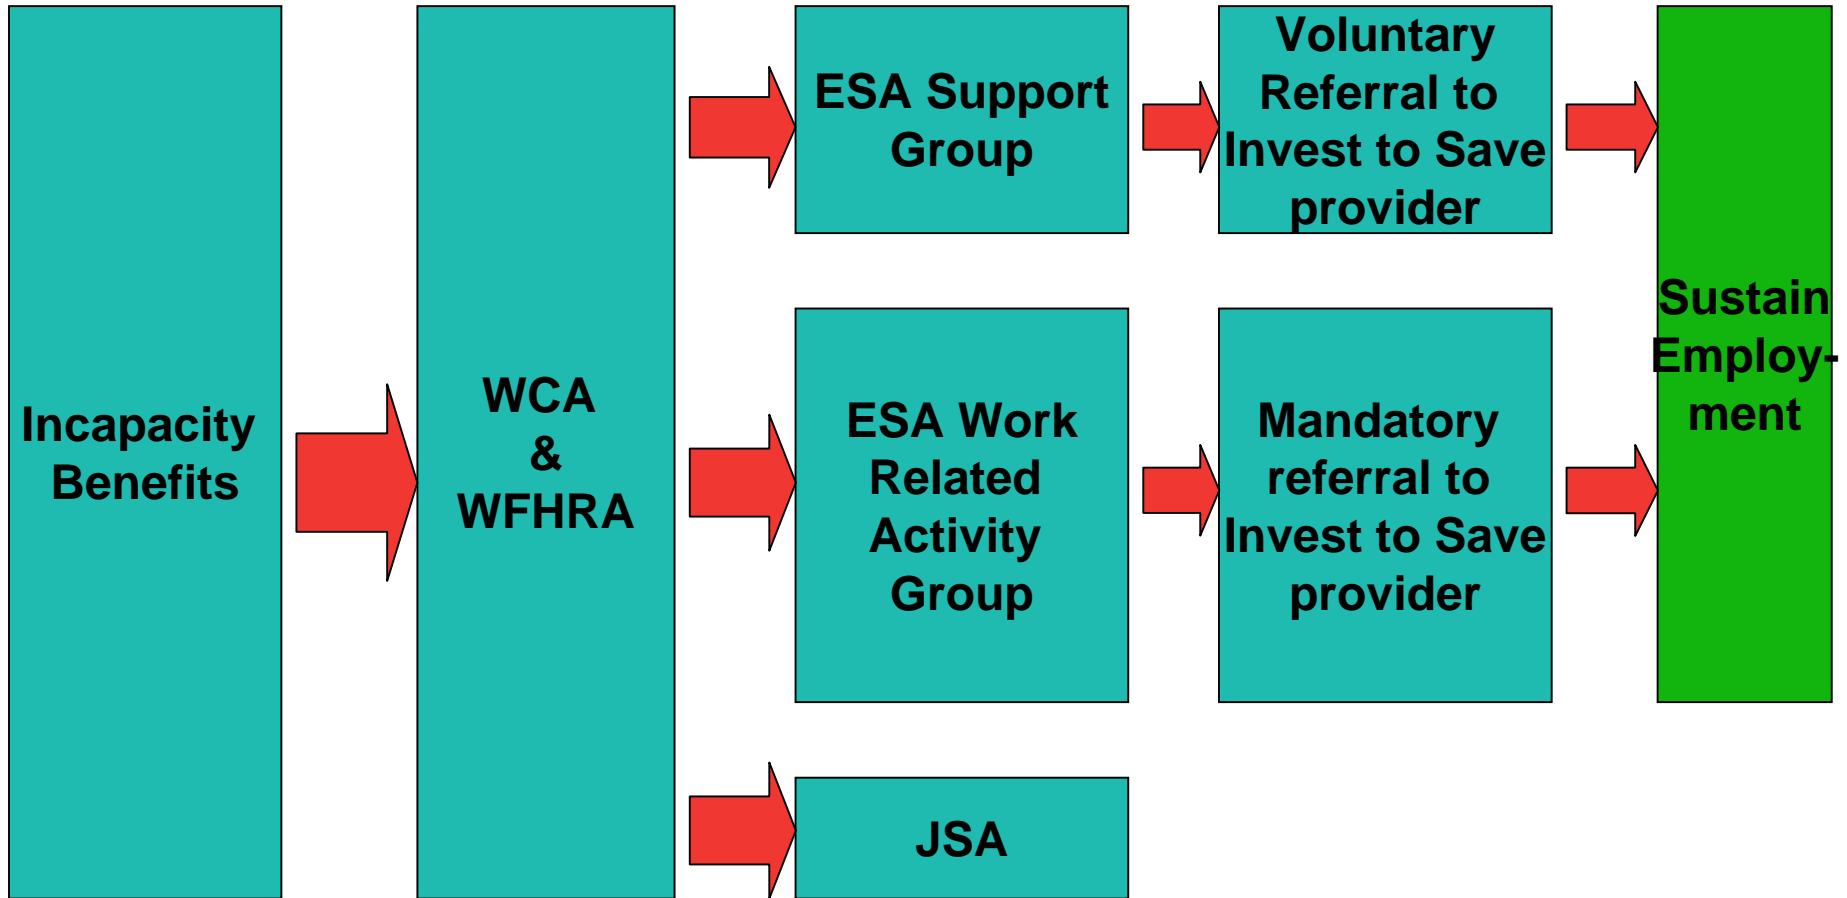 Incapacity
Benefits
WCA
&
WFHRA
ESA Support
Group
Voluntary
Referral to
Invest to Save
provider
ESA Work
Related
Activity
Group
Mandatory
referral to
Invest to Save
provider
JSA
Sustain
Employ-
ment